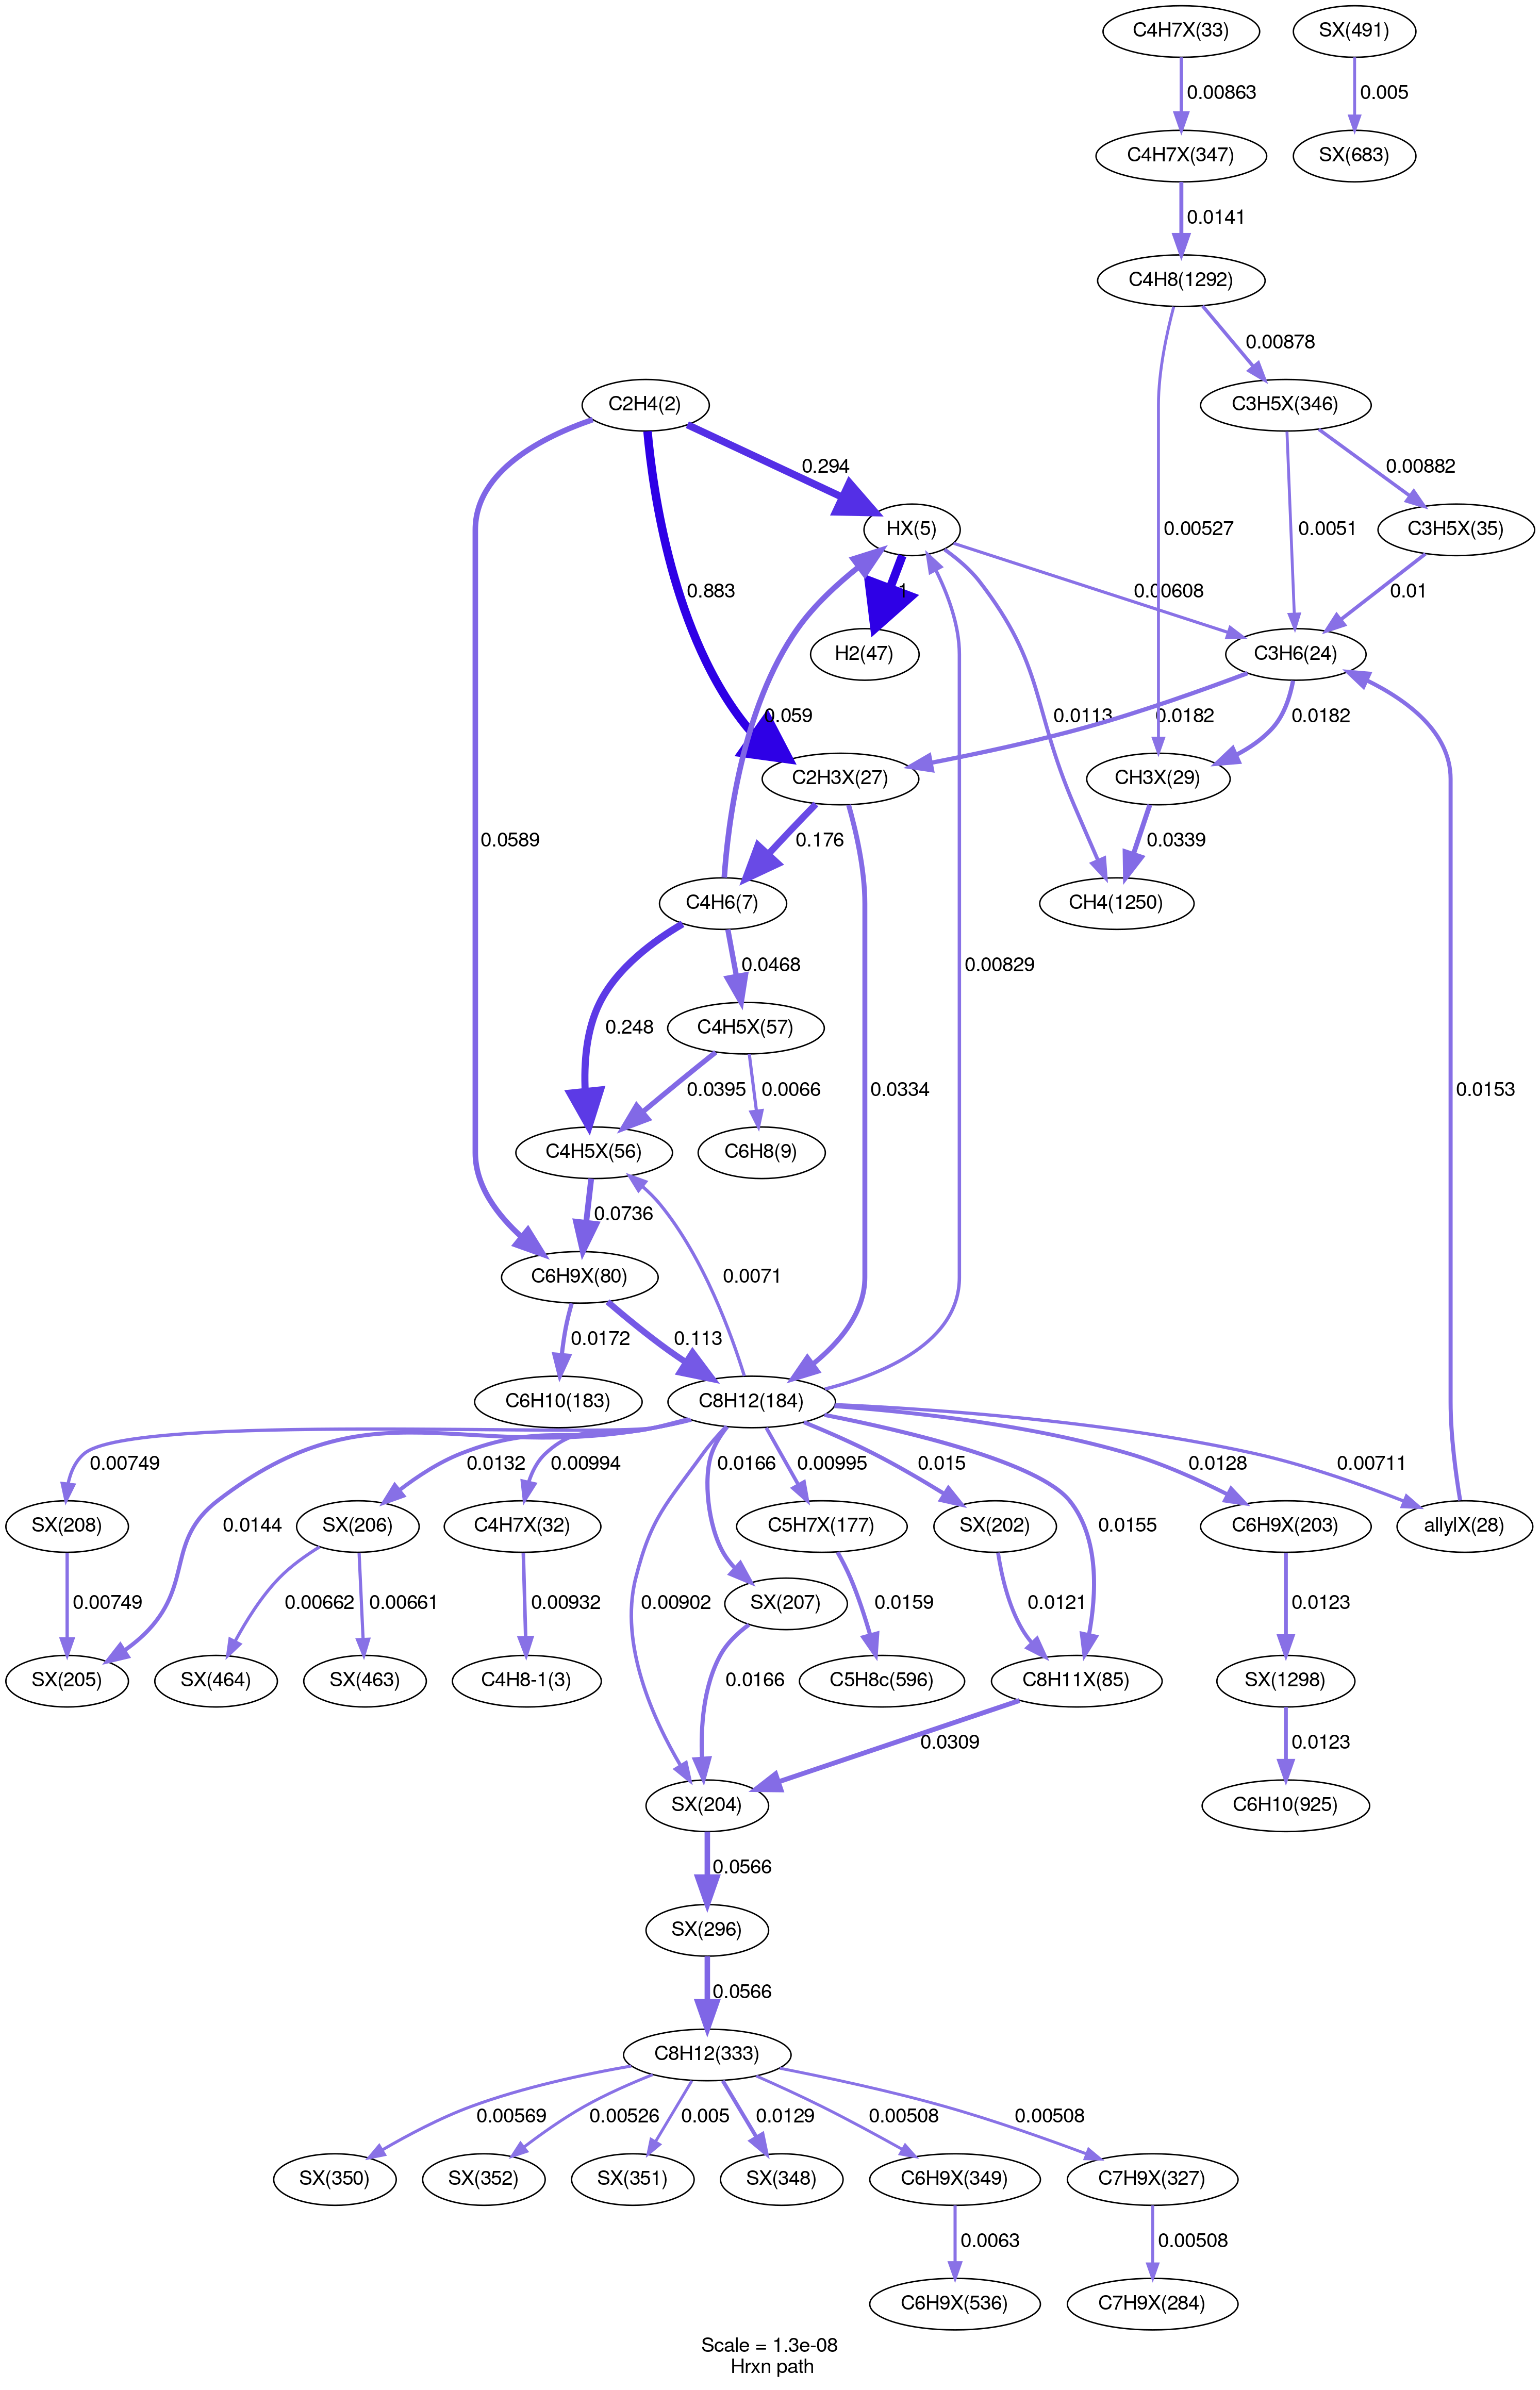 C4H7X(33)
SX(491)
0.00863
0.005
C4H7X(347)
SX(683)
0.0141
C4H8(1292)
0.00878
C2H4(2)
C3H5X(346)
0.294
0.00882
HX(5)
0.00527
0.0051
C3H5X(35)
0.0589
0.883
1
0.00608
0.01
H2(47)
C3H6(24)
0.059
0.0113
0.0182
0.0182
C2H3X(27)
CH3X(29)
0.176
0.0339
C4H6(7)
CH4(1250)
0.0468
0.00829
0.248
C4H5X(57)
0.0395
0.0066
0.0334
0.0153
C4H5X(56)
C6H8(9)
0.0736
0.0071
C6H9X(80)
0.0172
0.113
C6H10(183)
C8H12(184)
0.00749
0.0132
0.00994
0.0166
0.00995
0.015
0.0128
0.00711
SX(208)
SX(206)
C4H7X(32)
C5H7X(177)
SX(202)
C6H9X(203)
allylX(28)
0.0144
0.0155
0.00749
0.00662
0.00661
0.00932
0.00902
SX(207)
0.0159
0.0121
0.0123
SX(205)
SX(464)
SX(463)
C4H8-1(3)
0.0166
C5H8c(596)
C8H11X(85)
SX(1298)
0.0309
0.0123
SX(204)
C6H10(925)
0.0566
SX(296)
0.0566
C8H12(333)
0.00569
0.00526
0.005
0.0129
0.00508
0.00508
SX(350)
SX(352)
SX(351)
SX(348)
C6H9X(349)
C7H9X(327)
0.0063
0.00508
C6H9X(536)
C7H9X(284)
Scale = 1.3e-08
Hrxn path